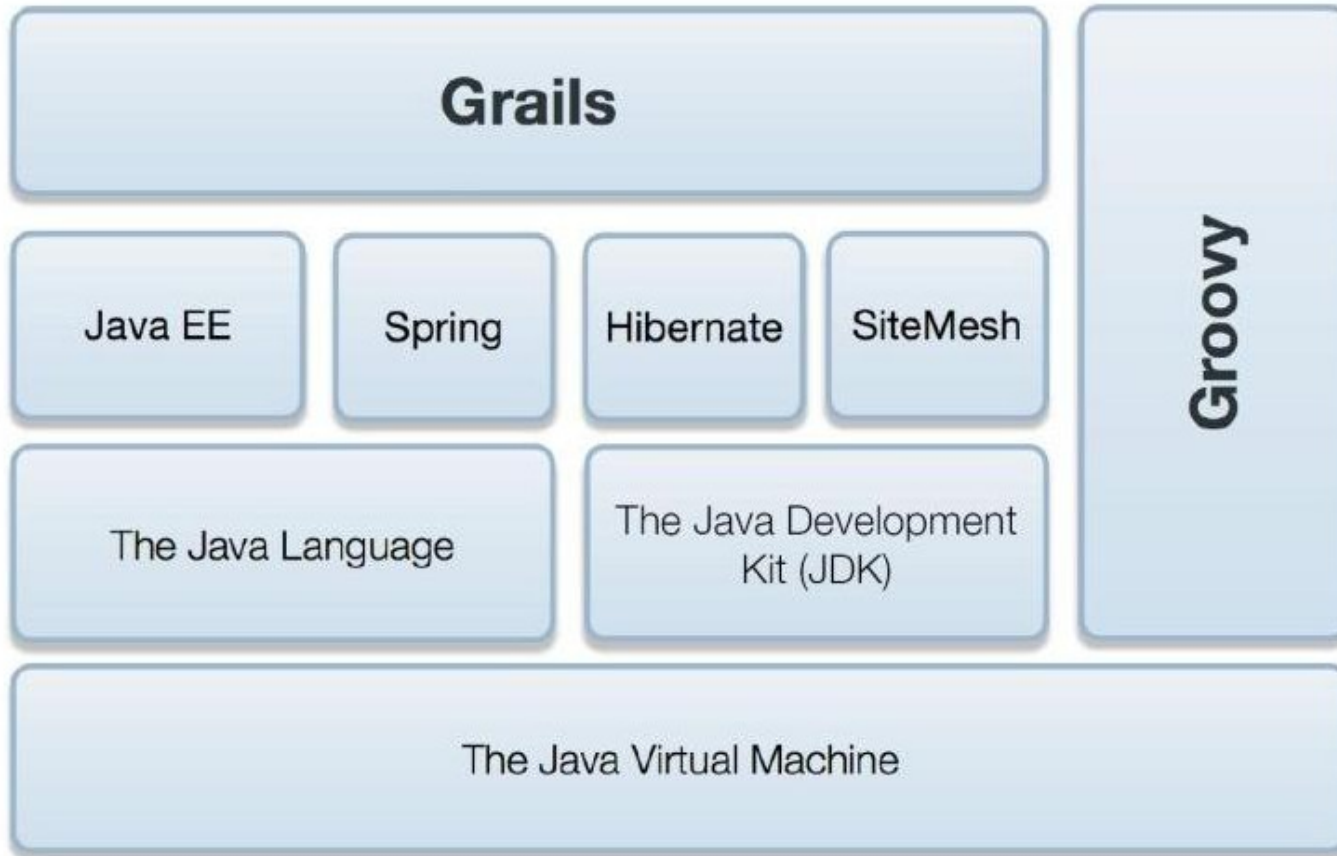 Grails
Groovy
Java EE
Spring
Hibernate
SiteMesh
The Java Language
The Java Development
Kit (JDK)
The Java Virtual Machine